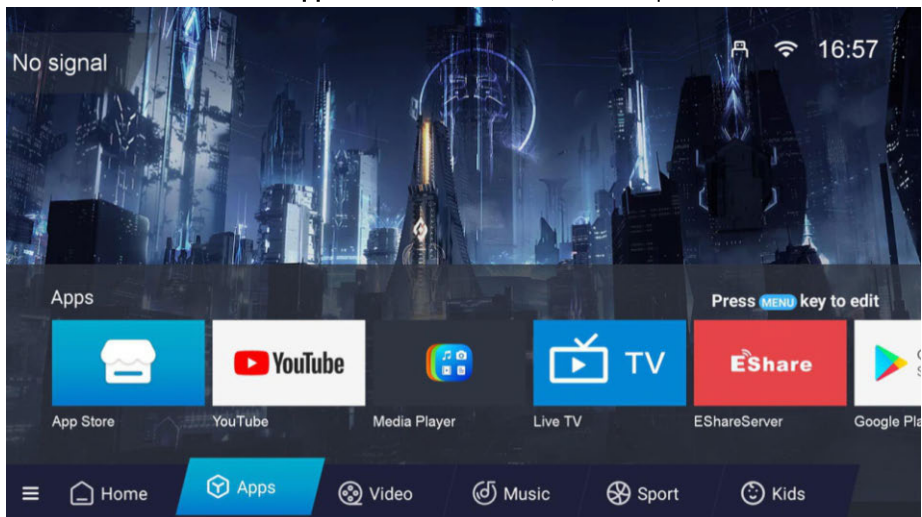 No signal
16:57
Apps
Press MENU key to edit
YouTube
TV
EShare
App Store
YouTube
Media Player
Live TV
EShareServer
Google Pla
Home
Apps
Video
Music
Sport
Kids